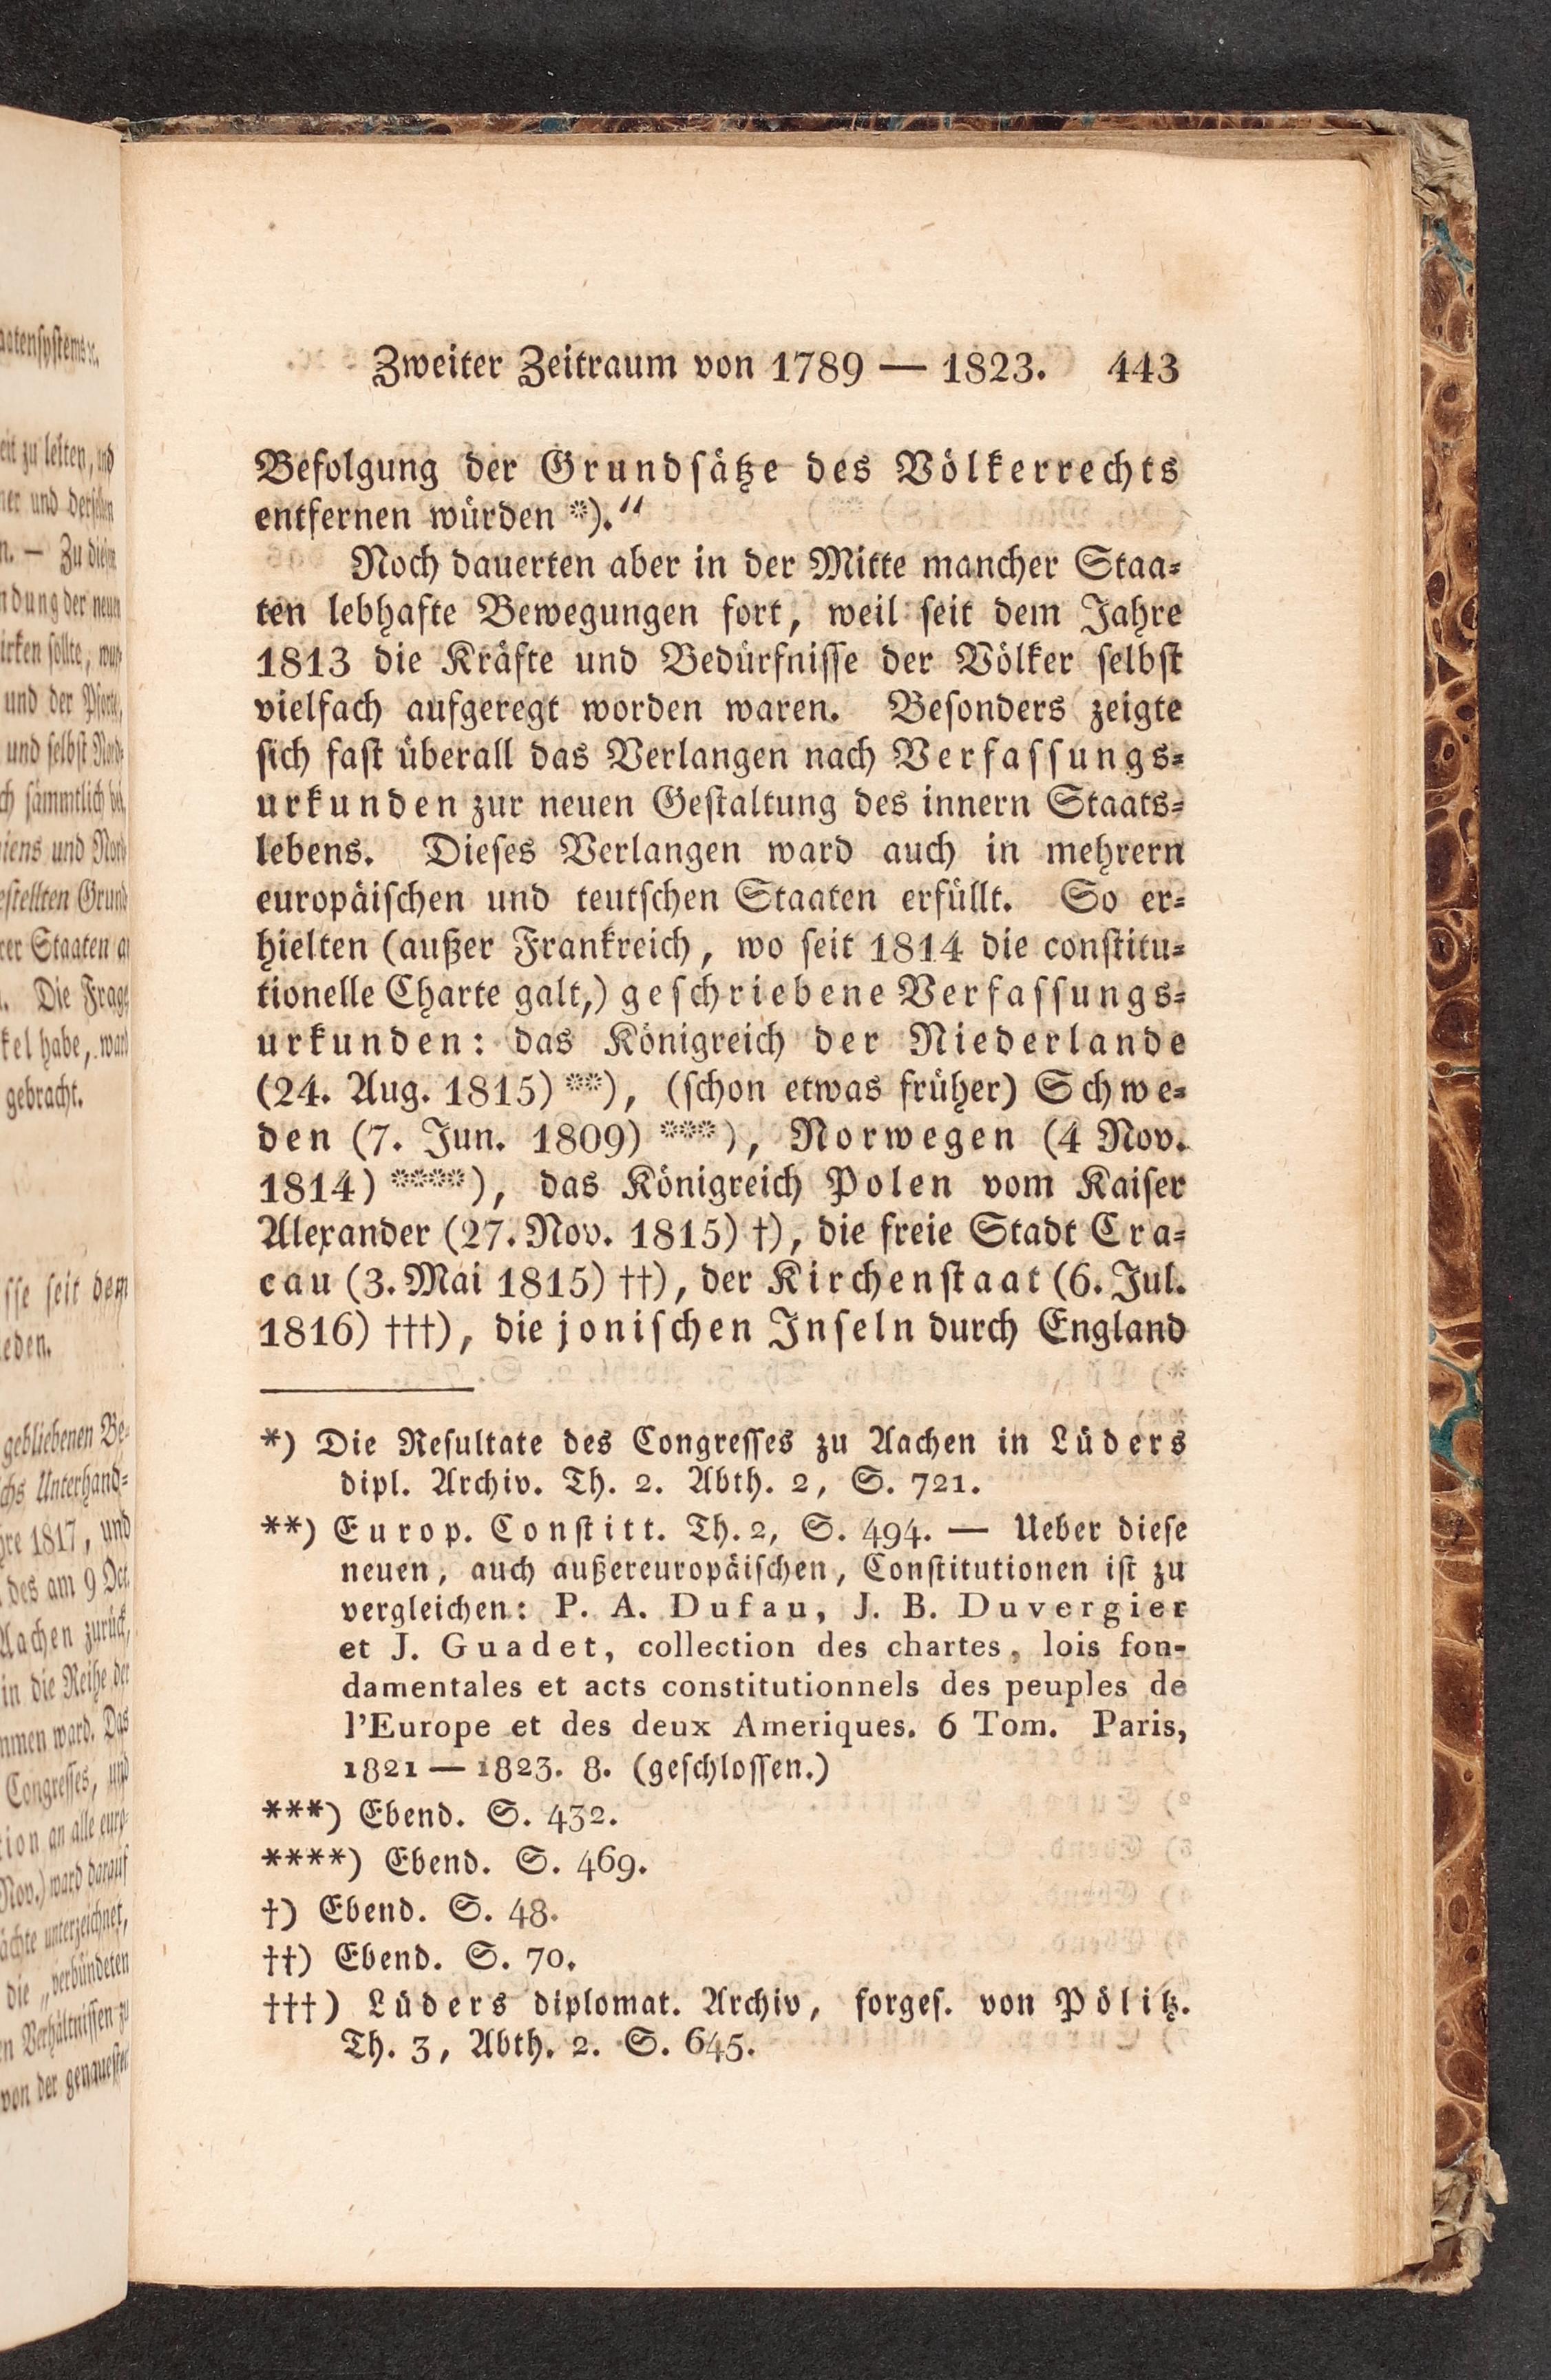 Zweiter Zeitraum von 1789 — 1823. 443
Befolgung der Grundsätze des Völkerrechts
entfernen würden *).“
Noch dauerten aber in der Mitte mancher Staa-
ten lebhafte Bewegungen fort, weil seit dem Jahre
1813 die Kräfte und Bedürfnisse der Völker selbst
vielfach aufgeregt worden waren. Besonders zeigte
sich fast überall das Verlangen nach Verfassungs-
urkunden zur neuen Gestaltung des innern Staats-
lebens. Dieses Verlangen ward auch in mehrern
europäischen und teutschen Staaten erfüllt. So er-
hielten (außer Frankreich, wo seit 1814 die constitu-
tionelle Charte galt,) geschriebene Verfassungs-
urkunden: das Königreich der Niederlande
(24. Aug. 1815) **), (schon etwas früher) Schwe-
den (7. Jun. 1809) ***), Norwegen (4 Nov.
1814) ****), das Königreich Polen vom Kaiser
Alexander (27. Nov. 1815) †), die freie Stadt Cra-
cau (3. Mai 1815) ††), der Kirchenstaat (6. Jul.
1816) †††), die jonischen Inseln durch England
*) Die Resultate des Congresses zu Aachen in Lüders
dipl. Archiv. Th. 2. Abth. 2, S. 721.
**) Europ. Constitt. Th. 2, S. 494. — Ueber diese
neuen, auch außereuropäischen, Constitutionen ist zu
vergleichen: P. A. Dufau, J. B. Duvergier
et J. Guadet, collection des chartes, lois fon-
damentales et acts constitutionnels des peuples de
l'Europe et des deux Ameriques. 6 Tom. Paris,
1821 — 1823. 8. (geschlossen.)
***) Ebend. S. 432.
****) Ebend. S. 469.
†) Ebend. S. 48.
††) Ebend. S. 70.
†††) Lüders diplomat. Archiv, forges. von Pölitz.
Th. 3, Abth. 2. S. 645.